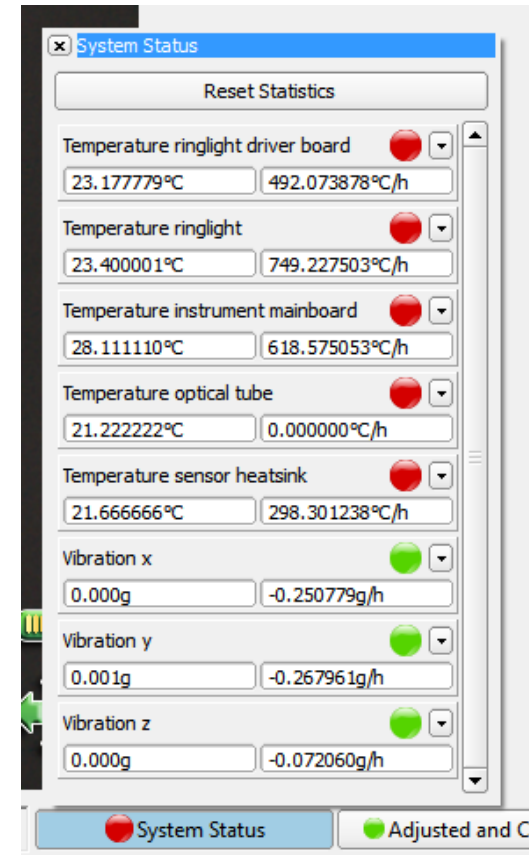 System Status
Reset Statistics
Temperature ringlight driver board
23.177779°C 492.073878°C/h
Temperature ringlight
23.400001°C 749.227503°C/h
Temperature instrument mainboard
28.111110°C 618.575053°C/h
Temperature optical tube
21.222222°C 0.000000°C/h
Temperature sensor heatsink
21.666666°C 298.301238°C/h
Vibration x
0.000g -0.250779g/h
Vibration y
0.001g -0.267961g/h
Vibration z
0.000g -0.072060g/h
System Status Adjusted and C